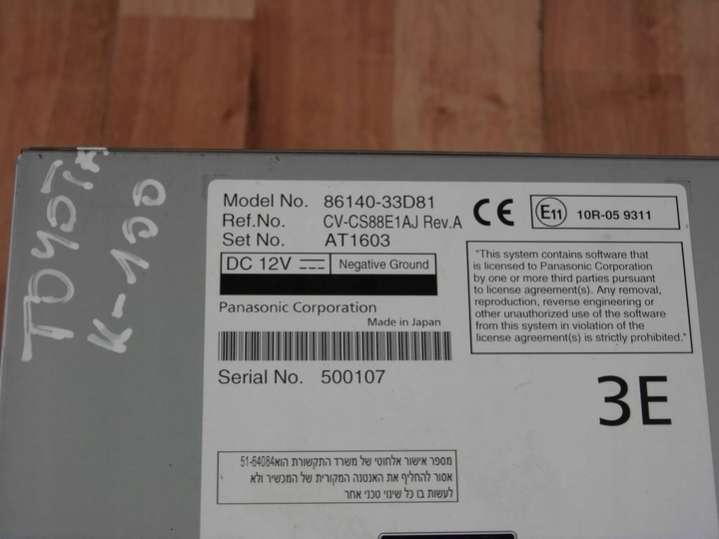 TOYOTA
K-100
Model No. 86140-33D81
Ref.No. CV-CS88E1AJ Rev.A
Set No. AT1603
CE
E11 10R-05 9311
DC 12V Negative Ground
Panasonic Corporation
Made in Japan
Serial No. 500107
"This system contains software that
is licensed to Panasonic Corporation
by one or more third parties pursuant
to license agreement(s). Any removal,
reproduction, reverse engineering or
other unauthorized use of the software
from this system in violation of the
license agreement(s) is strictly prohibited."
3E
מספר אישור אלחוטי של משרד התקשורת הוא 51-64084
אסור להחליף את האנטנה המקורית של המכשיר ולא
לעשות בו כל שינוי טכני אחר